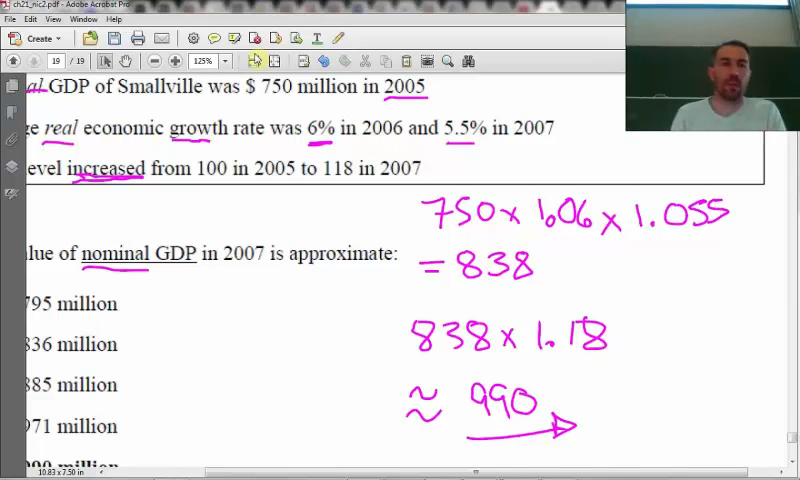 ch21_nic2.pdf - Adobe Acrobat Pro
File Edit View Window Help
Create
19 / 19 125%
al GDP of Smallville was $ 750 million in 2005
ge real economic growth rate was 6% in 2006 and 5.5% in 2007
evel increased from 100 in 2005 to 118 in 2007
750 x 1.06 x 1.055
alue of nominal GDP in 2007 is approximate:
= 838
795 million
838 x 1.18
836 million
885 million
≈ 990
971 million
990 million
10.83 x 7.50 in